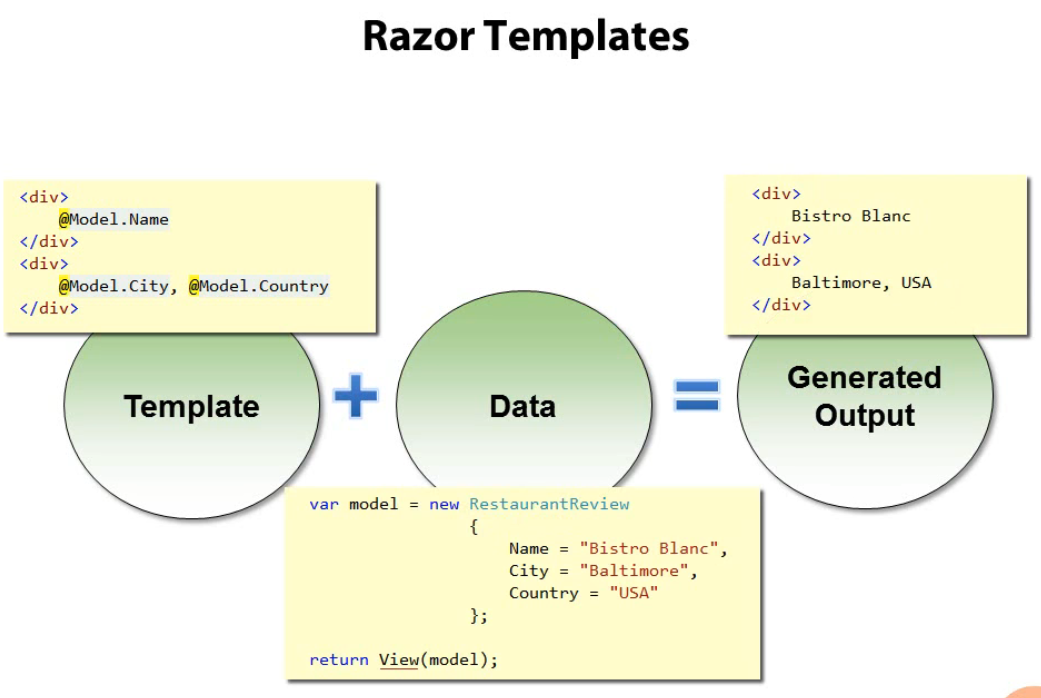 Razor Templates
<div>
    @Model.Name
</div>
<div>
    @Model.City, @Model.Country
</div>
Template
+
var model = new RestaurantReview
                {
                    Name = "Bistro Blanc",
                    City = "Baltimore",
                    Country = "USA"
                };
return View(model);
Data
=
<div>
    Bistro Blanc
</div>
<div>
    Baltimore, USA
</div>
Generated
Output